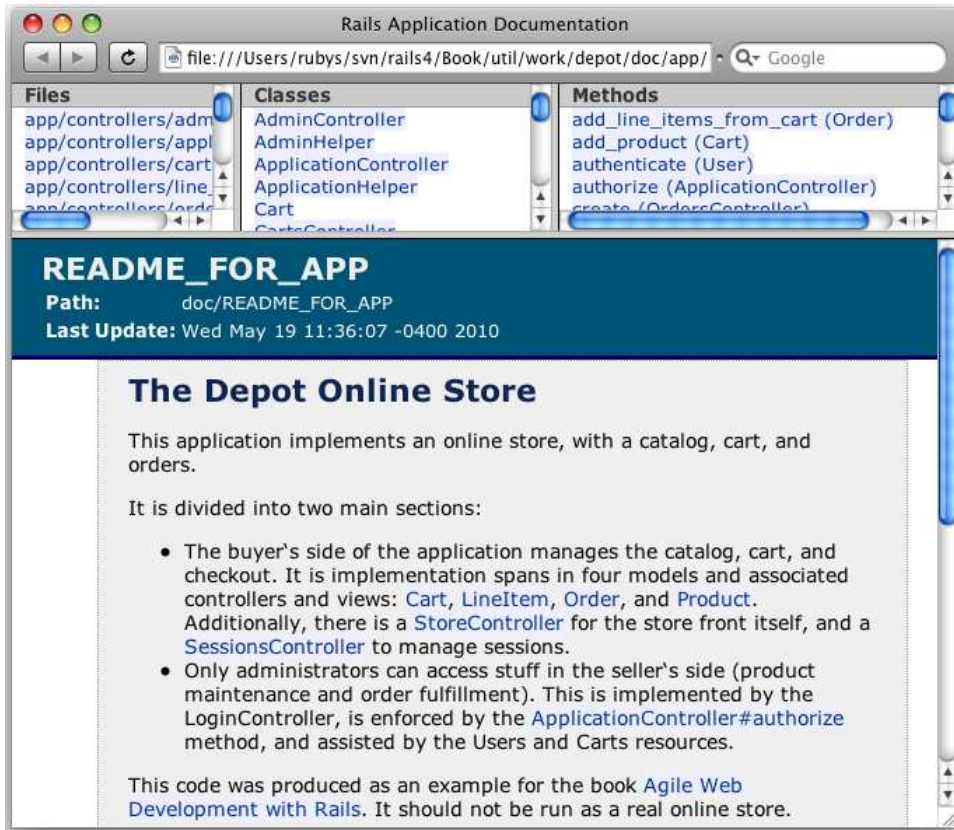 Rails Application Documentation
file:///Users/rubys/svn/rails4/Book/util/work/depot/doc/app/
Google
Files
app/controllers/adm
app/controllers/appl
app/controllers/cart
app/controllers/line_
app/controllers/orde
Classes
AdminController
AdminHelper
ApplicationController
ApplicationHelper
Cart
CartsController
Methods
add_line_items_from_cart (Order)
add_product (Cart)
authenticate (User)
authorize (ApplicationController)
create (OrdersController)
README_FOR_APP
Path: doc/README_FOR_APP
Last Update: Wed May 19 11:36:07 -0400 2010
The Depot Online Store
This application implements an online store, with a catalog, cart, and
orders.
It is divided into two main sections:
• The buyer‛s side of the application manages the catalog, cart, and
checkout. It is implementation spans in four models and associated
controllers and views: Cart, LineItem, Order, and Product.
Additionally, there is a StoreController for the store front itself, and a
SessionsController to manage sessions.
• Only administrators can access stuff in the seller‛s side (product
maintenance and order fulfillment). This is implemented by the
LoginController, is enforced by the ApplicationController#authorize
method, and assisted by the Users and Carts resources.
This code was produced as an example for the book Agile Web
Development with Rails. It should not be run as a real online store.